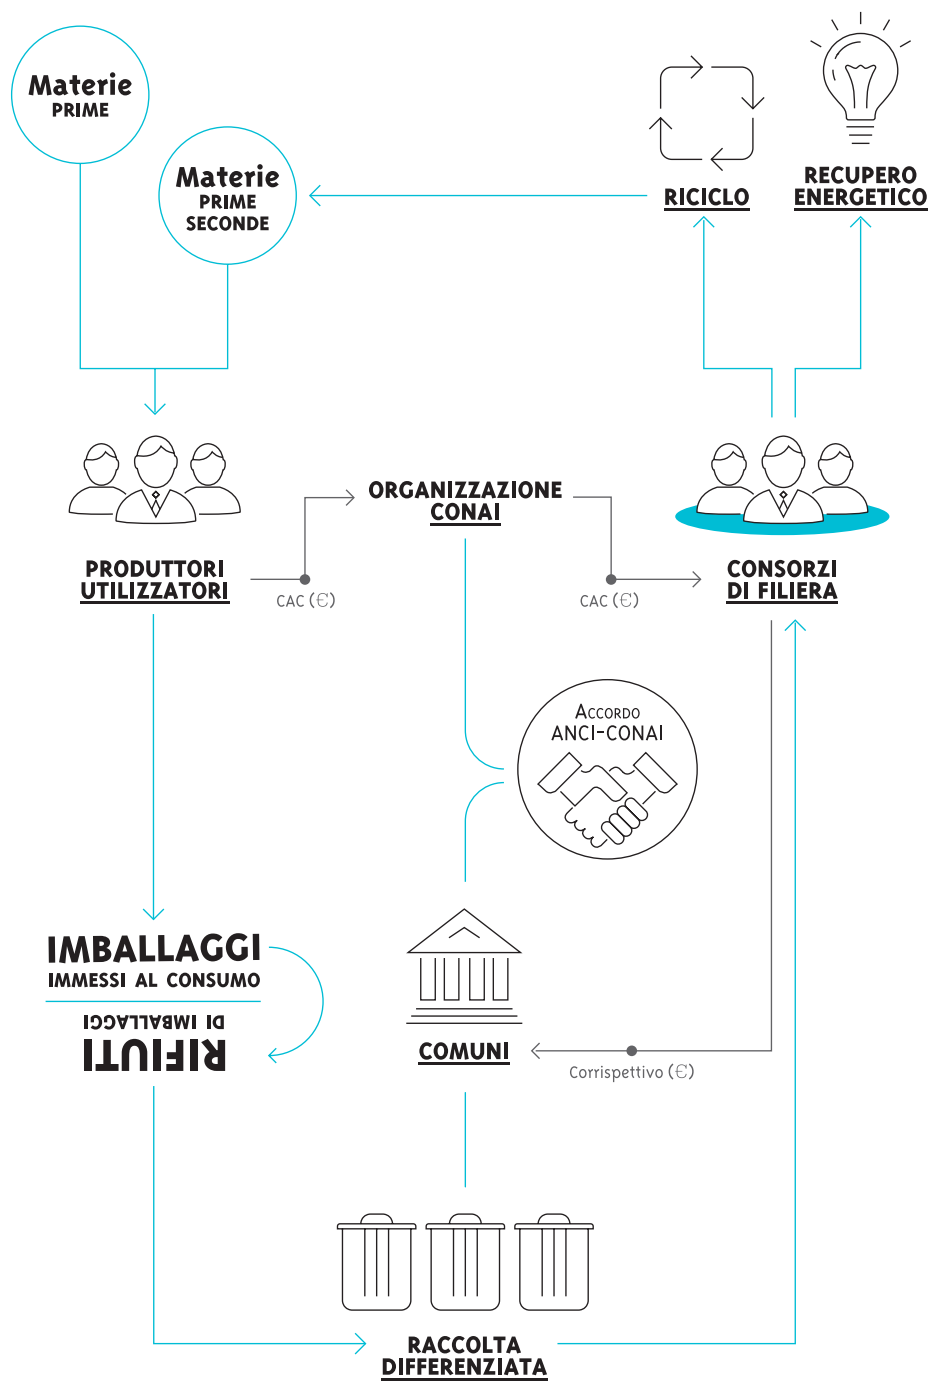 Materie
PRIME
Materie
PRIME
SECONDE
RICICLO
RECUPERO
ENERGETICO
PRODUTTORI
UTILIZZATORI
CAC (€)
ORGANIZZAZIONE
CONAI
CAC (€)
CONSORZI
DI FILIERA
ACCORDO
ANCI-CONAI
IMBALLAGGI
IMMESSI AL CONSUMO
RIFIUTI
DI IMBALLAGGI
COMUNI
Corrispettivo (€)
RACCOLTA
DIFFERENZIATA